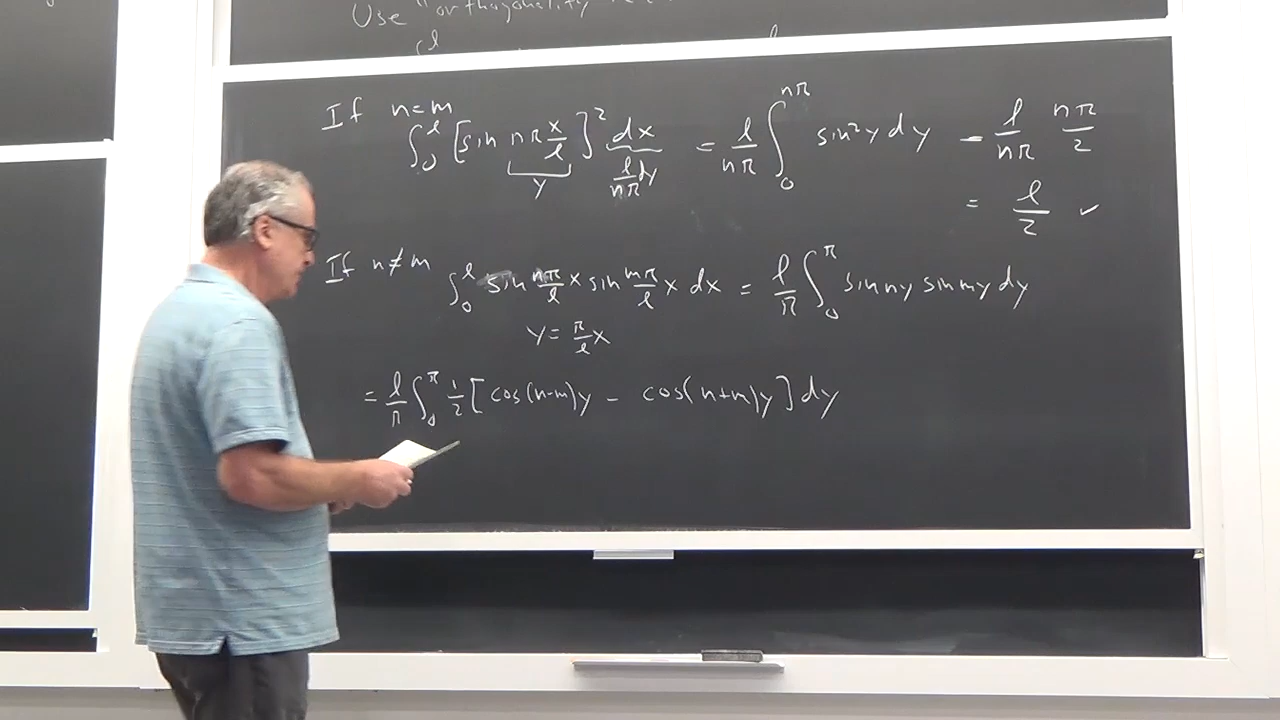 Use "orthogonality
∫₀^ℓ
If n=m
∫₀^ℓ [sin nπ x/ℓ]² dx = ℓ/nπ ∫₀^nπ sin²y dy = ℓ/nπ nπ/2
y ℓ/nπ dy
= ℓ/2 ✓
If n≠m ∫₀^ℓ sin nπ/ℓ x sin mπ/ℓ x dx = ℓ/π ∫₀^π sin ny sin my dy
y = π/ℓ x
= ℓ/π ∫₀^π 1/2 [cos(n-m)y - cos(n+m)y] dy